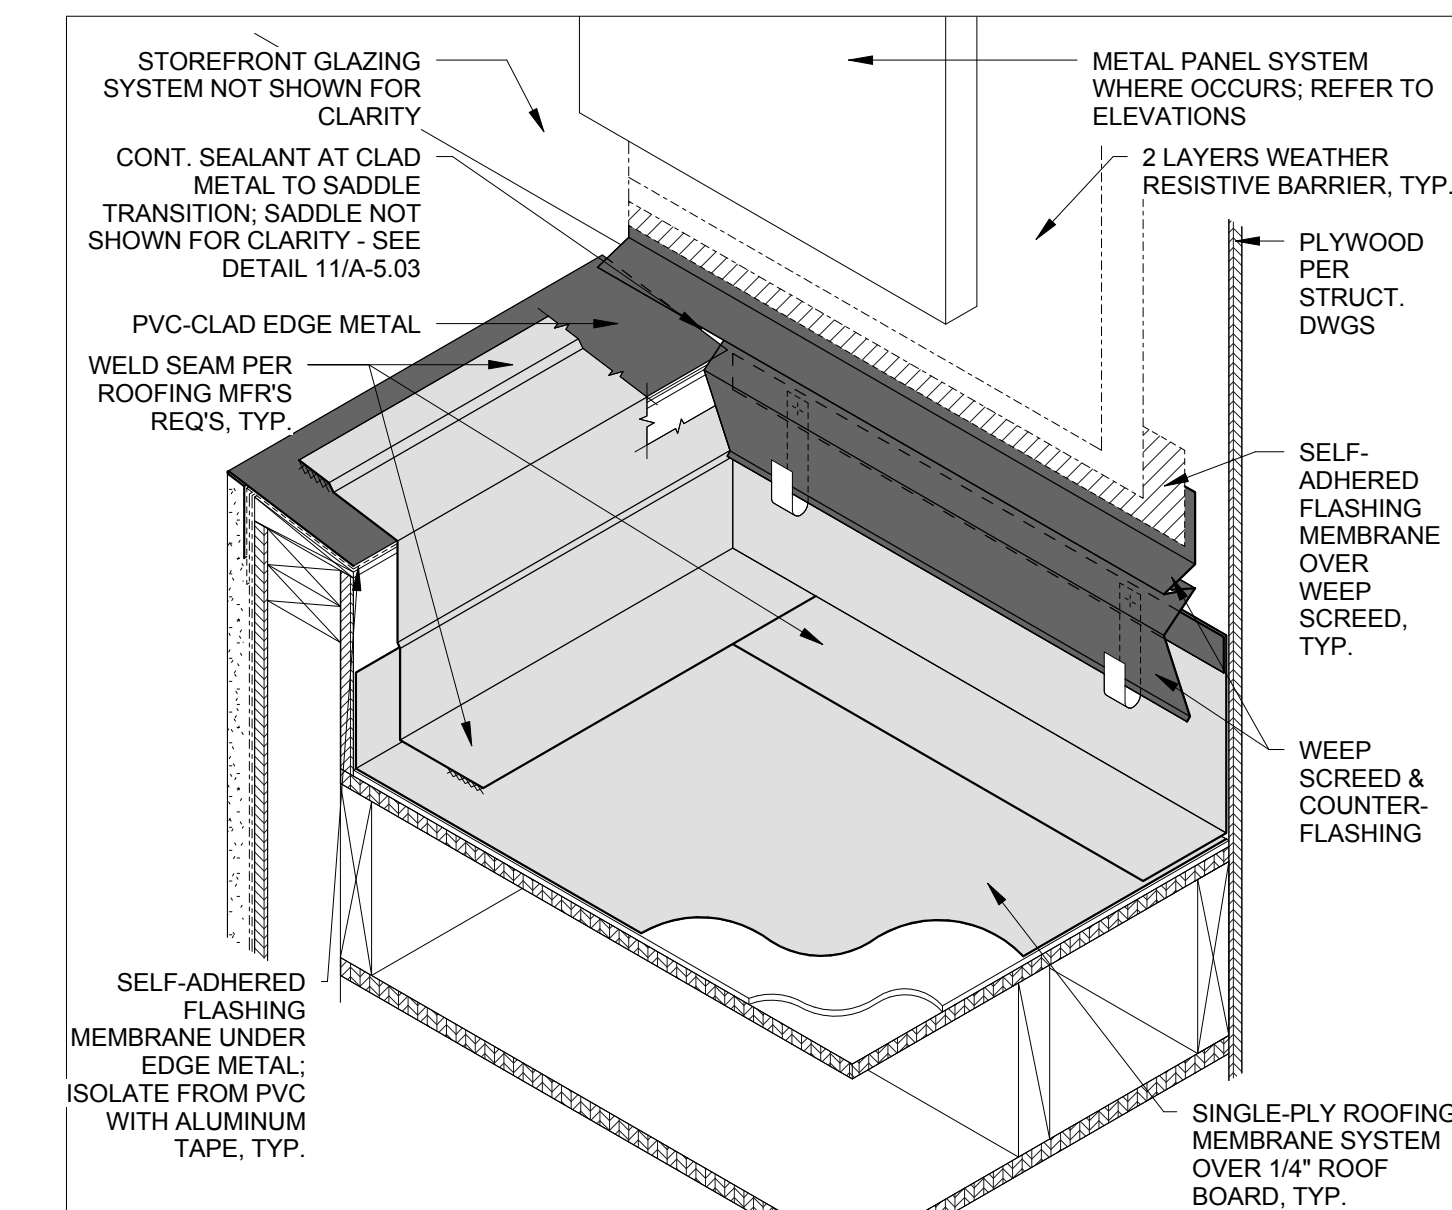 STOREFRONT GLAZING
SYSTEM NOT SHOWN FOR
CLARITY
CONT. SEALANT AT CLAD
METAL TO SADDLE
TRANSITION; SADDLE NOT
SHOWN FOR CLARITY - SEE
DETAIL 11/A-5.03
PVC-CLAD EDGE METAL
WELD SEAM PER
ROOFING MFR'S
REQ'S, TYP.
SELF-ADHERED
FLASHING
MEMBRANE UNDER
EDGE METAL;
ISOLATE FROM PVC
WITH ALUMINUM
TAPE, TYP.
METAL PANEL SYSTEM
WHERE OCCURS; REFER TO
ELEVATIONS
2 LAYERS WEATHER
RESISTIVE BARRIER, TYP.
PLYWOOD
PER
STRUCT.
DWGS
SELF-
ADHERED
FLASHING
MEMBRANE
OVER
WEEP
SCREED,
TYP.
WEEP
SCREED &
COUNTER-
FLASHING
SINGLE-PLY ROOFING
MEMBRANE SYSTEM
OVER 1/4" ROOF
BOARD, TYP.